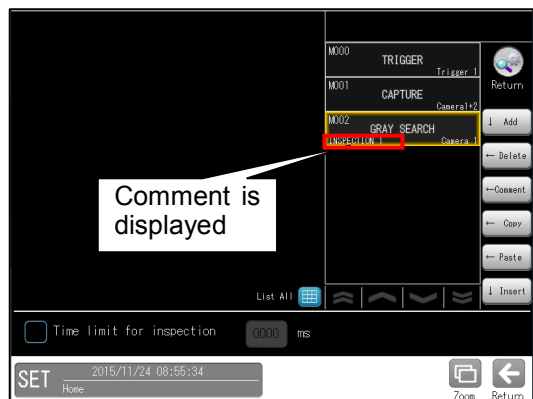 M000
TRIGGER
Trigger 1
Return
M001
CAPTURE
Camera1+2
↓ Add
M002
GRAY SEARCH
INSPECTION 1
Camera 1
← Delete
Comment is
displayed
←Comment
← Copy
← Paste
List All
↓ Insert
Time limit for inspection 0000 ms
SET
2015/11/24 08:55:34
Home
Zoom
Return